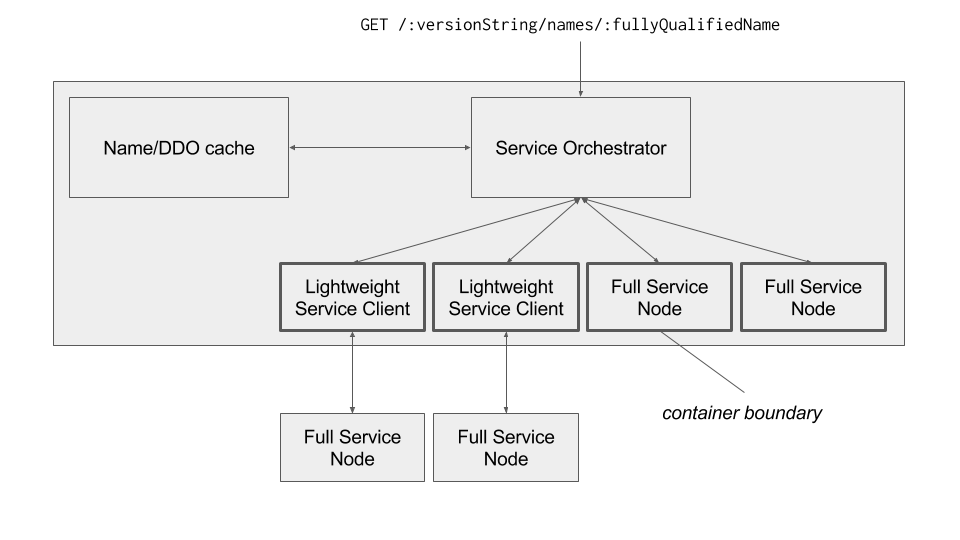 GET /:versionString/names/:fullyQualifiedName
Name/DDO cache
Service Orchestrator
Lightweight
Service Client
Lightweight
Service Client
Full Service
Node
Full Service
Node
container boundary
Full Service
Node
Full Service
Node